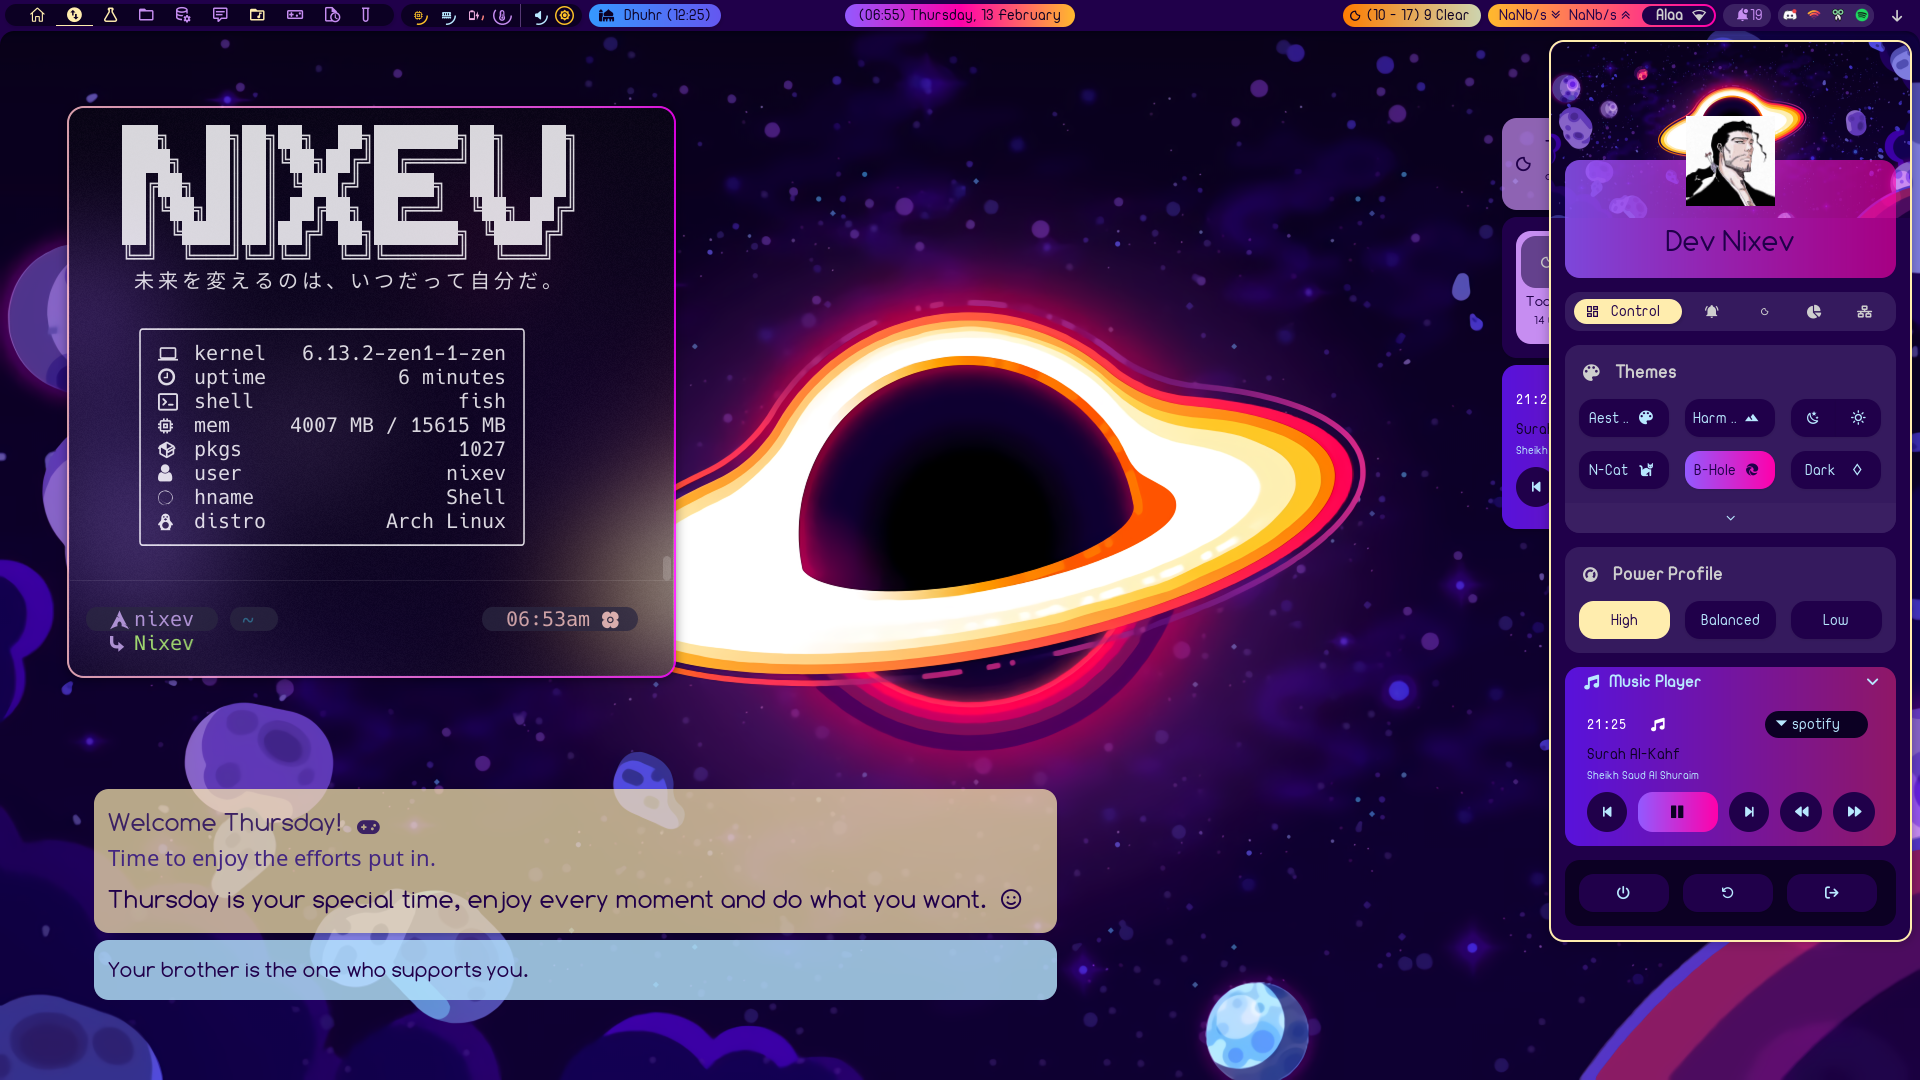 Dhuhr (12:25)
(06:55) Thursday, 13 February
(10 - 17) 9 Clear
NaNb/s NaNb/s
Alaa
19
NIXEV
未来を変えるのは、いつだって自分だ。
kernel 6.13.2-zen1-1-zen
uptime 6 minutes
shell fish
mem 4007 MB / 15615 MB
pkgs 1027
user nixev
hname Shell
distro Arch Linux
nixev ~ 06:53am
Nixev
Welcome Thursday!
Time to enjoy the efforts put in.
Thursday is your special time, enjoy every moment and do what you want.
Your brother is the one who supports you.
21:2
Surah
Sheikh
Dev Nixev
Control
Themes
Aest .. Harm ..
N-Cat B-Hole Dark
Power Profile
High Balanced Low
Music Player
21:25 spotify
Surah Al-Kahf
Sheikh Saud Al Shuraim